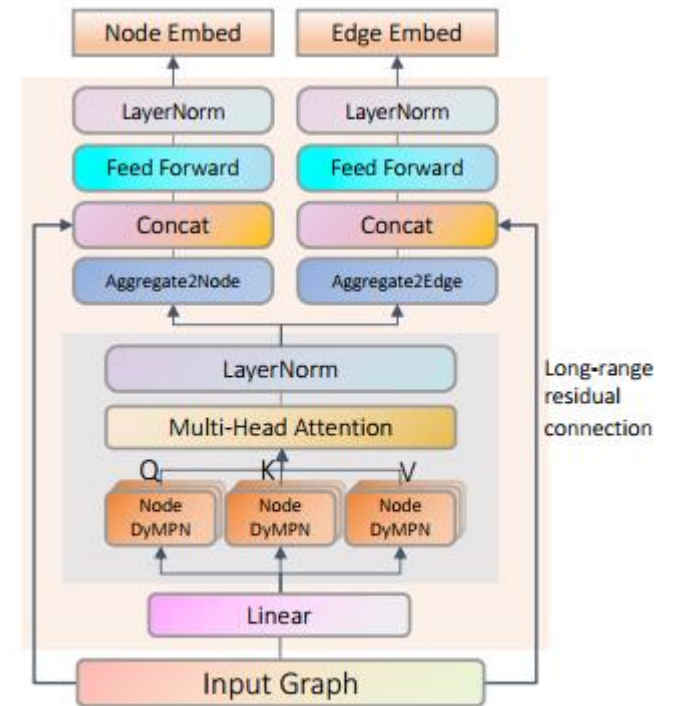 Node Embed
Edge Embed
LayerNorm
LayerNorm
Feed Forward
Feed Forward
Concat
Concat
Aggregate2Node
Aggregate2Edge
LayerNorm
Long-range
residual
connection
Multi-Head Attention
Q
K
V
Node
DyMPN
Node
DyMPN
Node
DyMPN
Linear
Input Graph